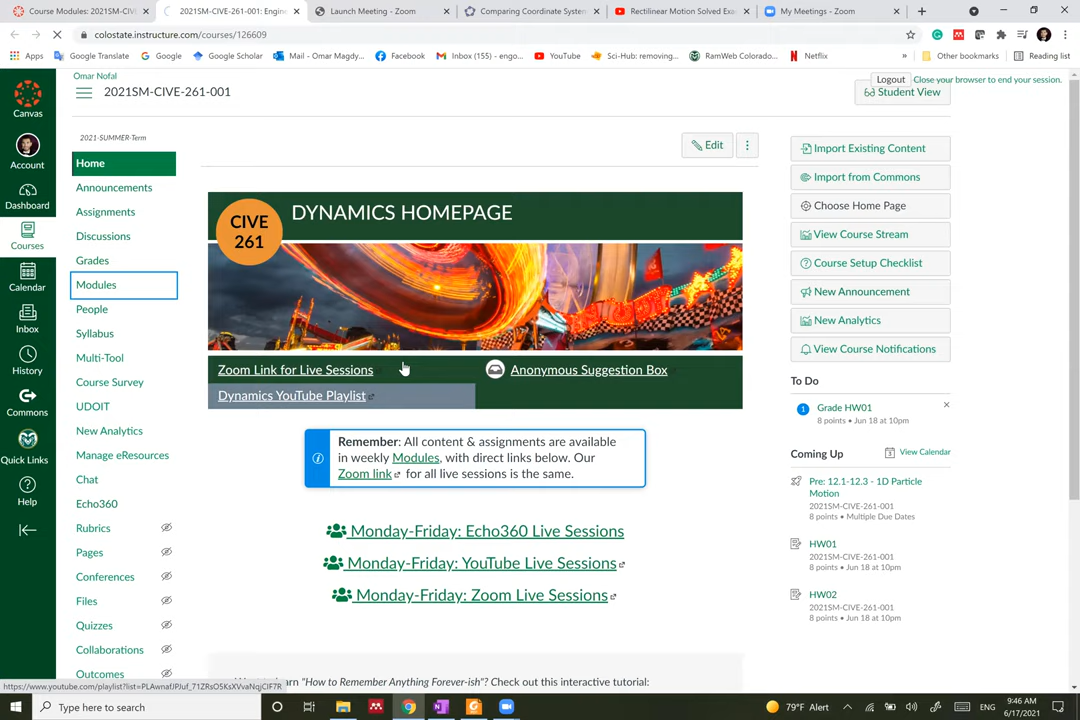 Course Modules: 2021SM-CIVE-261
2021SM-CIVE-261-001: Engine
Launch Meeting - Zoom
Comparing Coordinate System
Rectilinear Motion Solved Exe
My Meetings - Zoom
colostate.instructure.com/courses/126609
Apps
Google Translate
Google
Google Scholar
Mail - Omar Magdy...
Facebook
Inbox (155) - engo...
YouTube
Sci-Hub: removing...
RamWeb Colorad...
Netflix
»
Other bookmarks
Reading list
Omar Nofal
Logout
Close your browser to end your session.
2021SM-CIVE-261-001
Student View
Canvas
Account
Dashboard
Courses
Calendar
Inbox
History
Commons
Quick Links
Help
2021-SUMMER-Term
Home
Announcements
Assignments
Discussions
Grades
Modules
People
Syllabus
Multi-Tool
Course Survey
UDOIT
New Analytics
Manage eResources
Chat
Echo360
Rubrics
Pages
Conferences
Files
Quizzes
Collaborations
Outcomes
Edit
CIVE
261
DYNAMICS HOMEPAGE
Zoom Link for Live Sessions
Anonymous Suggestion Box
Dynamics YouTube Playlist
Remember: All content & assignments are available
in weekly Modules, with direct links below. Our
Zoom link for all live sessions is the same.
Monday-Friday: Echo360 Live Sessions
Monday-Friday: YouTube Live Sessions
Monday-Friday: Zoom Live Sessions
"How to Remember Anything Forever-ish"? Check out this interactive tutorial:
Import Existing Content
Import from Commons
Choose Home Page
View Course Stream
Course Setup Checklist
New Announcement
New Analytics
View Course Notifications
To Do
1
Grade HW01
8 points • Jun 18 at 10pm
Coming Up
View Calendar
Pre: 12.1-12.3 - 1D Particle
Motion
2021SM-CIVE-261-001
8 points • Multiple Due Dates
HW01
2021SM-CIVE-261-001
8 points • Jun 18 at 10pm
HW02
2021SM-CIVE-261-001
8 points • Jun 18 at 10pm
Type here to search
79°F Alert
ENG
9:46 AM
6/17/2021